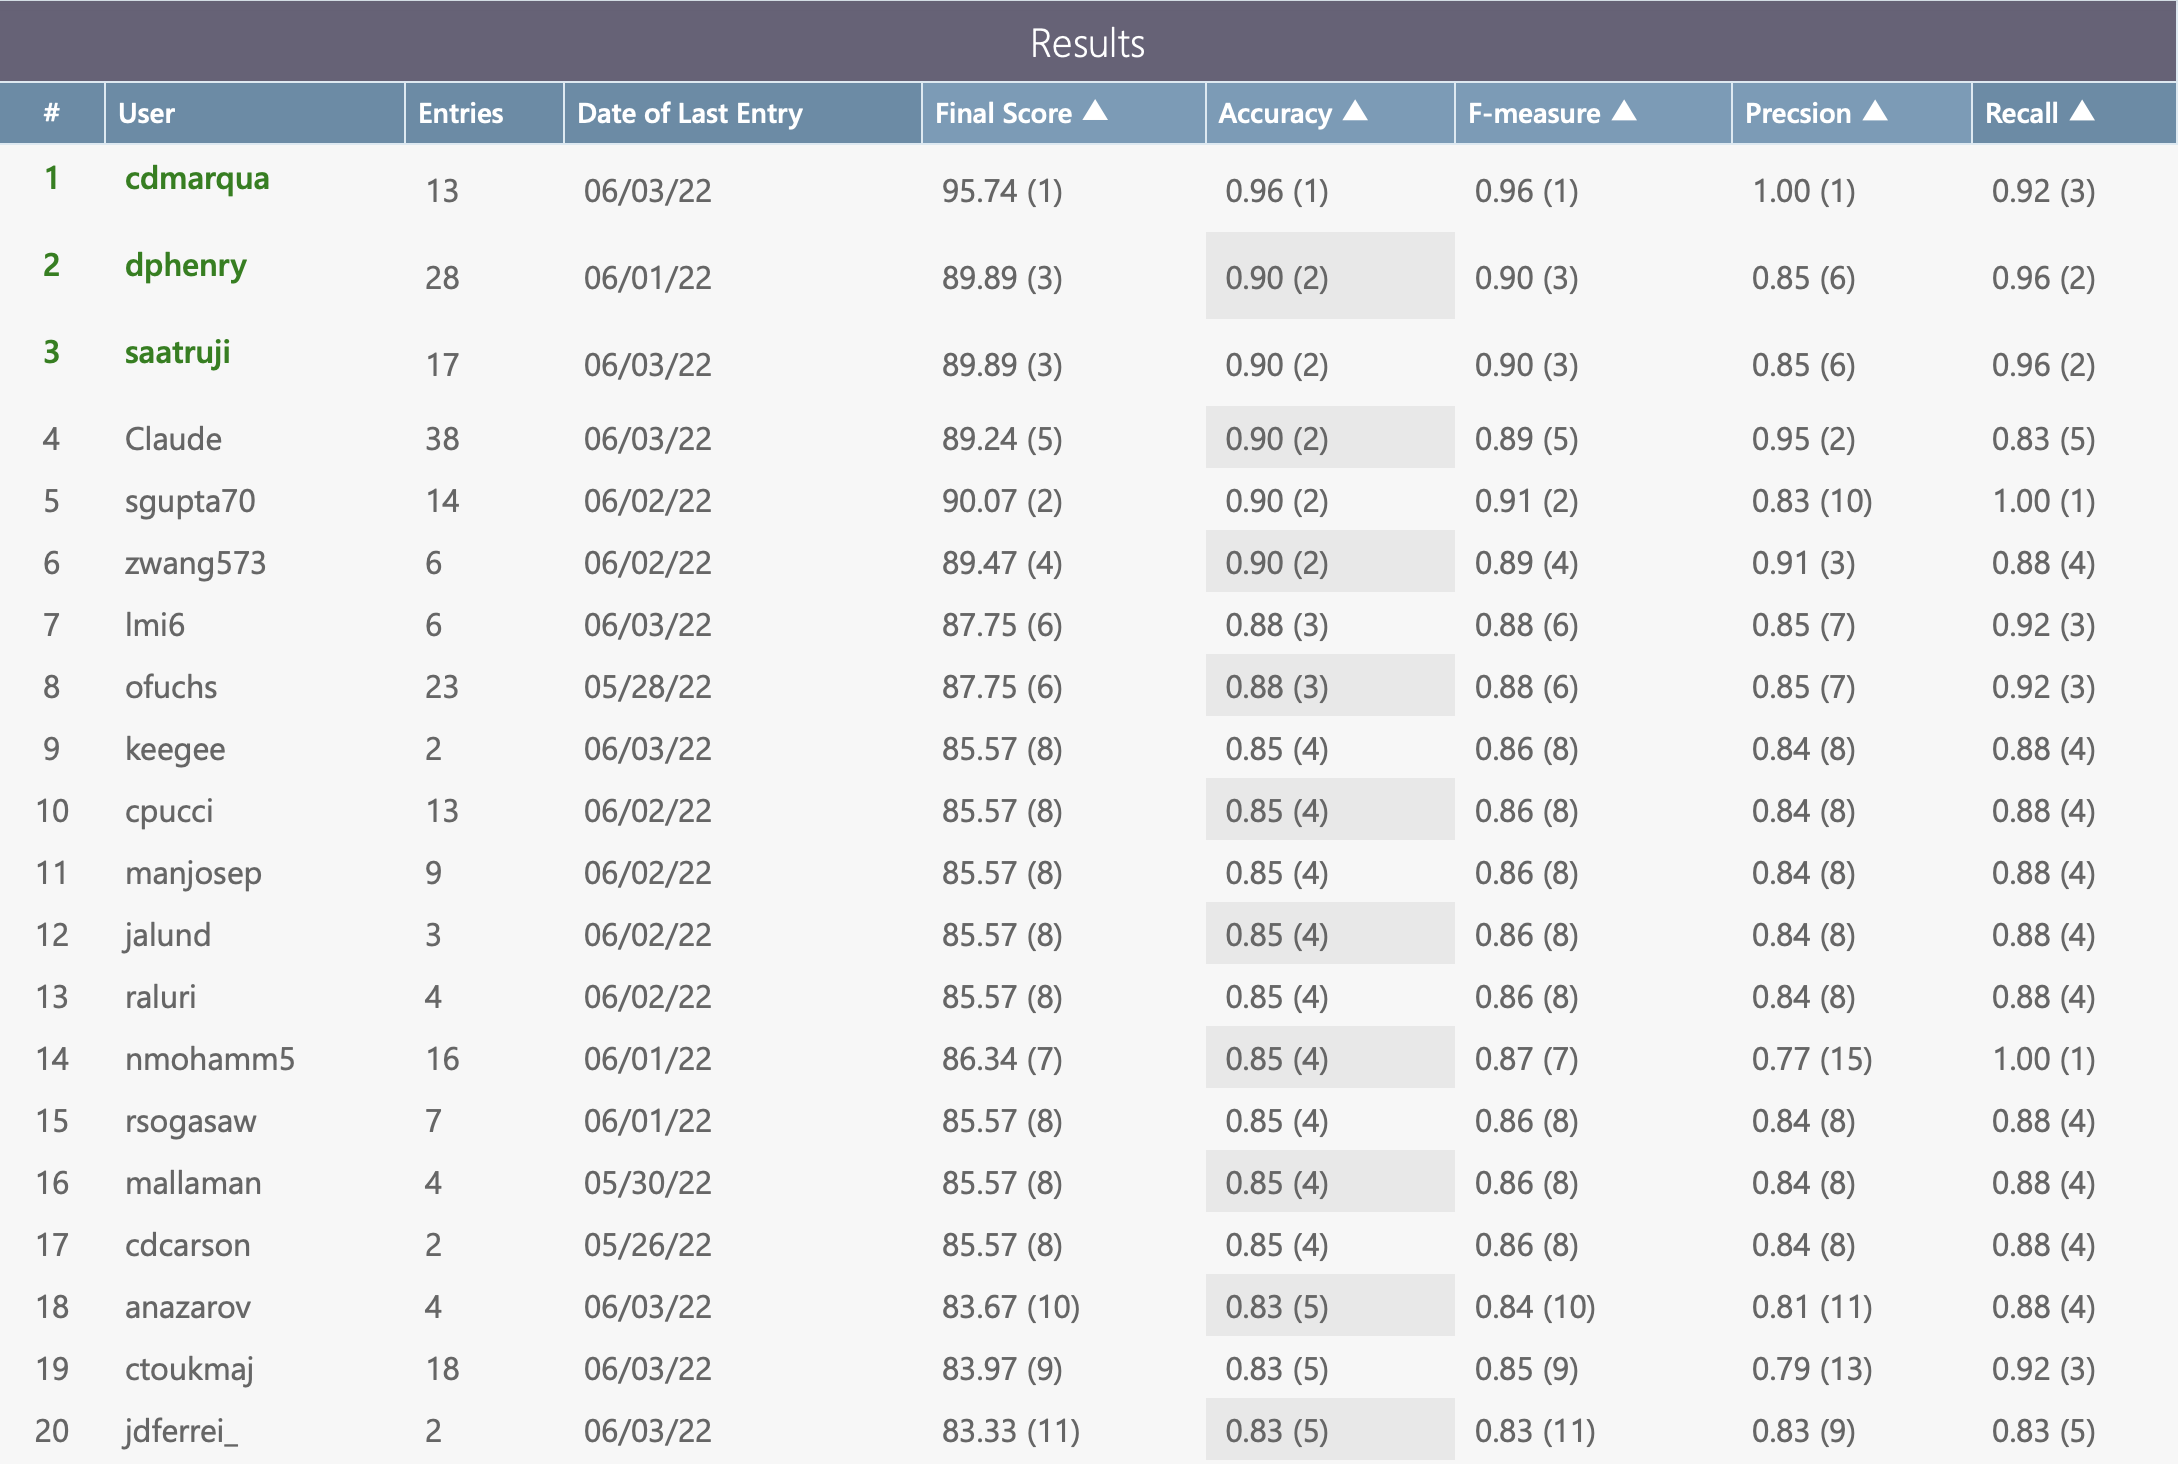 Results
# User Entries Date of Last Entry Final Score ▲ Accuracy ▲ F-measure ▲ Precsion ▲ Recall ▲
1 cdmarqua 13 06/03/22 95.74 (1) 0.96 (1) 0.96 (1) 1.00 (1) 0.92 (3)
2 dphenry 28 06/01/22 89.89 (3) 0.90 (2) 0.90 (3) 0.85 (6) 0.96 (2)
3 saatruji 17 06/03/22 89.89 (3) 0.90 (2) 0.90 (3) 0.85 (6) 0.96 (2)
4 Claude 38 06/03/22 89.24 (5) 0.90 (2) 0.89 (5) 0.95 (2) 0.83 (5)
5 sgupta70 14 06/02/22 90.07 (2) 0.90 (2) 0.91 (2) 0.83 (10) 1.00 (1)
6 zwang573 6 06/02/22 89.47 (4) 0.90 (2) 0.89 (4) 0.91 (3) 0.88 (4)
7 lmi6 6 06/03/22 87.75 (6) 0.88 (3) 0.88 (6) 0.85 (7) 0.92 (3)
8 ofuchs 23 05/28/22 87.75 (6) 0.88 (3) 0.88 (6) 0.85 (7) 0.92 (3)
9 keegee 2 06/03/22 85.57 (8) 0.85 (4) 0.86 (8) 0.84 (8) 0.88 (4)
10 cpucci 13 06/02/22 85.57 (8) 0.85 (4) 0.86 (8) 0.84 (8) 0.88 (4)
11 manjosep 9 06/02/22 85.57 (8) 0.85 (4) 0.86 (8) 0.84 (8) 0.88 (4)
12 jalund 3 06/02/22 85.57 (8) 0.85 (4) 0.86 (8) 0.84 (8) 0.88 (4)
13 raluri 4 06/02/22 85.57 (8) 0.85 (4) 0.86 (8) 0.84 (8) 0.88 (4)
14 nmohamm5 16 06/01/22 86.34 (7) 0.85 (4) 0.87 (7) 0.77 (15) 1.00 (1)
15 rsogasaw 7 06/01/22 85.57 (8) 0.85 (4) 0.86 (8) 0.84 (8) 0.88 (4)
16 mallaman 4 05/30/22 85.57 (8) 0.85 (4) 0.86 (8) 0.84 (8) 0.88 (4)
17 cdcarson 2 05/26/22 85.57 (8) 0.85 (4) 0.86 (8) 0.84 (8) 0.88 (4)
18 anazarov 4 06/03/22 83.67 (10) 0.83 (5) 0.84 (10) 0.81 (11) 0.88 (4)
19 ctoukmaj 18 06/03/22 83.97 (9) 0.83 (5) 0.85 (9) 0.79 (13) 0.92 (3)
20 jdferrei_ 2 06/03/22 83.33 (11) 0.83 (5) 0.83 (11) 0.83 (9) 0.83 (5)